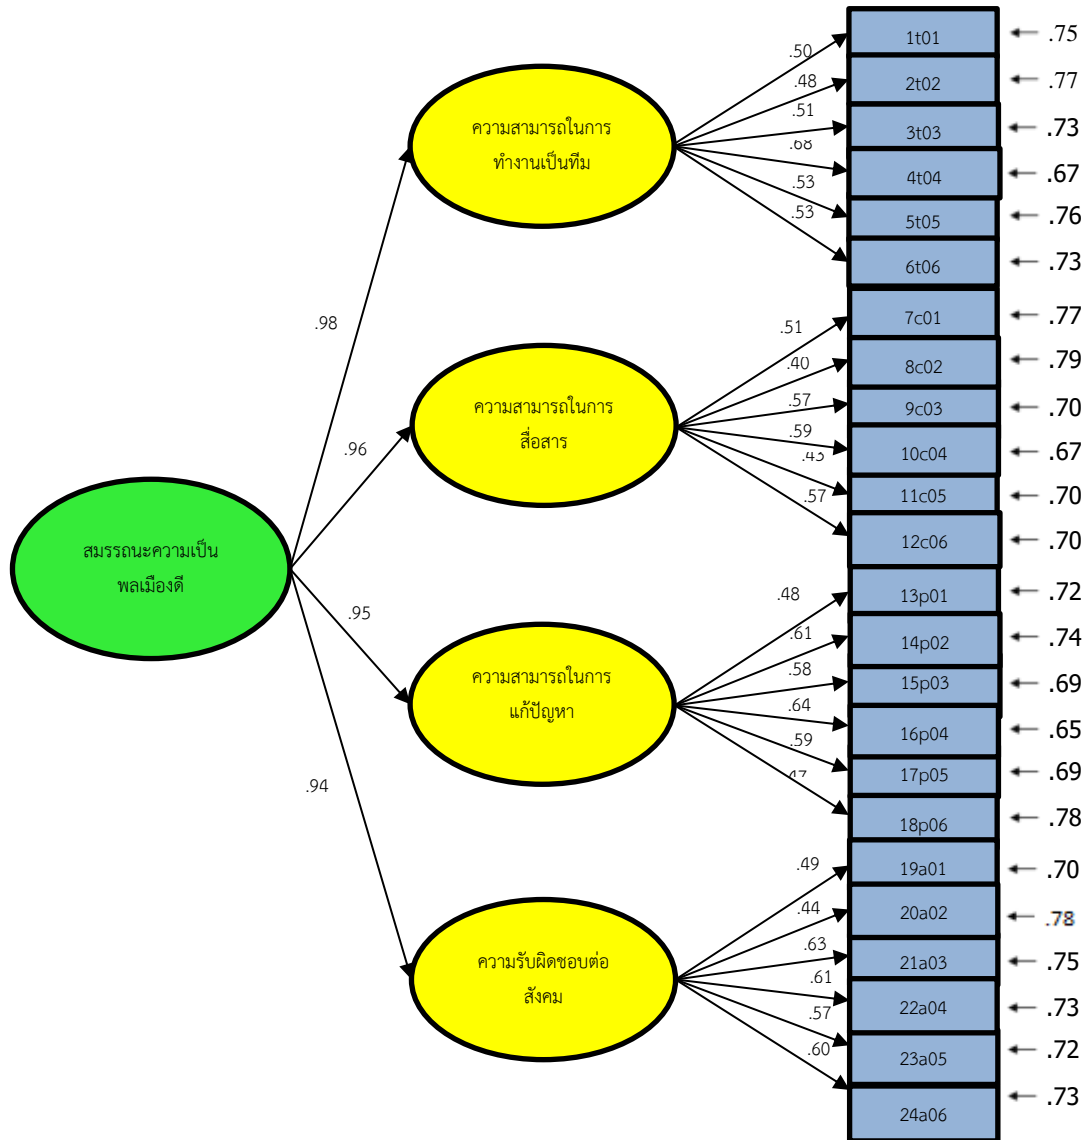 สมรรถนะความเป็น
พลเมืองดี
.98
.96
.95
.94
ความสามารถในการ
ทำงานเป็นทีม
.50
.48
.51
.68
.53
.53
1t01
.75
2t02
.77
3t03
.73
4t04
.67
5t05
.76
6t06
.73
ความสามารถในการ
สื่อสาร
.51
.40
.57
.59
.57
7c01
.77
8c02
.79
9c03
.70
10c04
.67
11c05
.70
12c06
.70
ความสามารถในการ
แก้ปัญหา
.48
.61
.58
.64
.59
.47
13p01
.72
14p02
.74
15p03
.69
16p04
.65
17p05
.69
18p06
.78
ความรับผิดชอบต่อ
สังคม
.49
.44
.63
.61
.57
.60
19a01
.70
20a02
.78
21a03
.75
22a04
.73
23a05
.72
24a06
.73